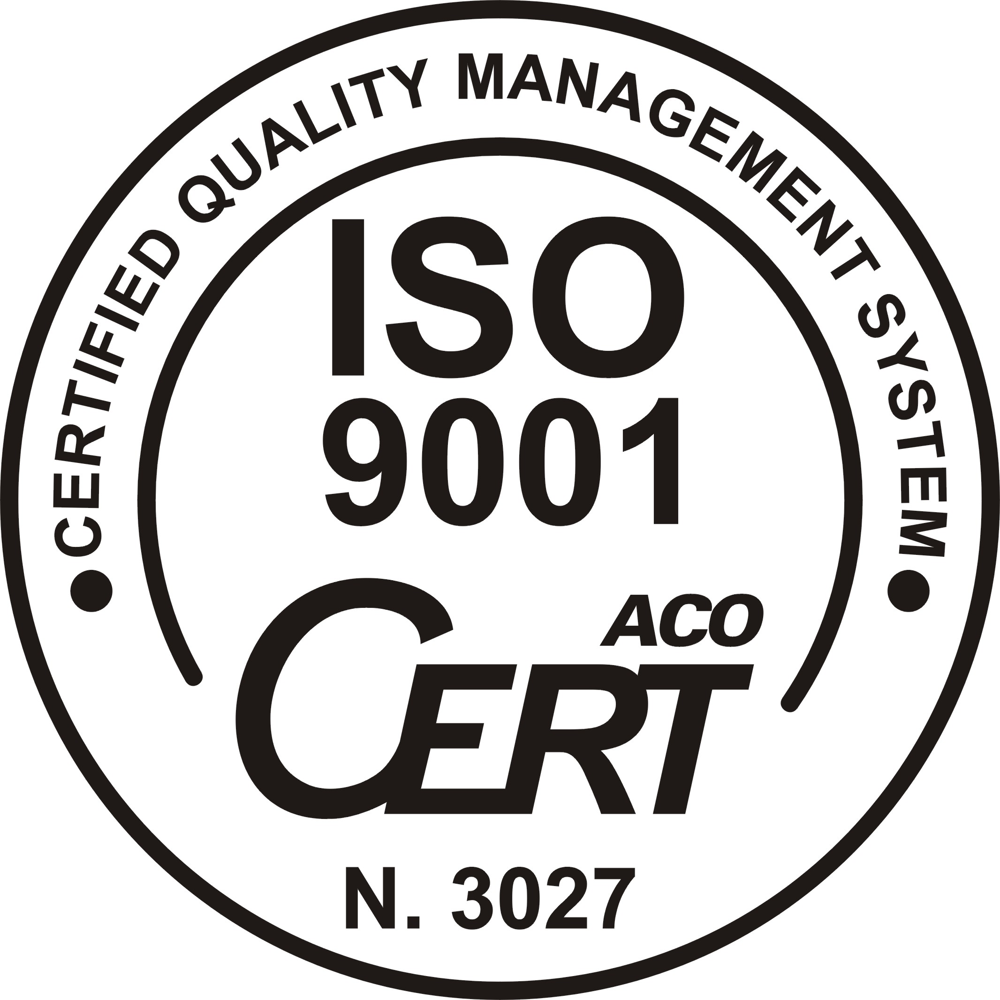 CERTIFIED QUALITY MANAGEMENT SYSTEM
ISO
9001
ACO
CERT
N. 3027